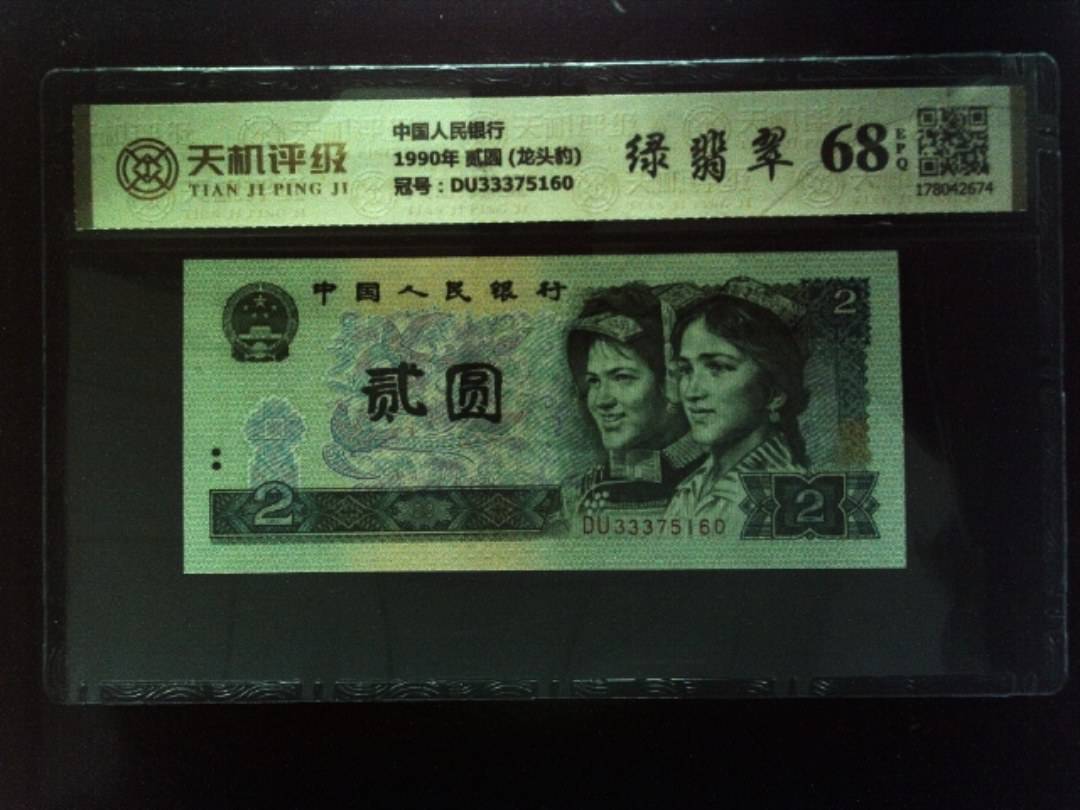 天机评级
TIAN JI PING JI
中国人民银行
1990年 贰圆 (龙头豹)
冠号：DU33375160
绿翡翠
68
EPQ
178042674
中国人民银行
2
贰圆
2
DU33375160
2